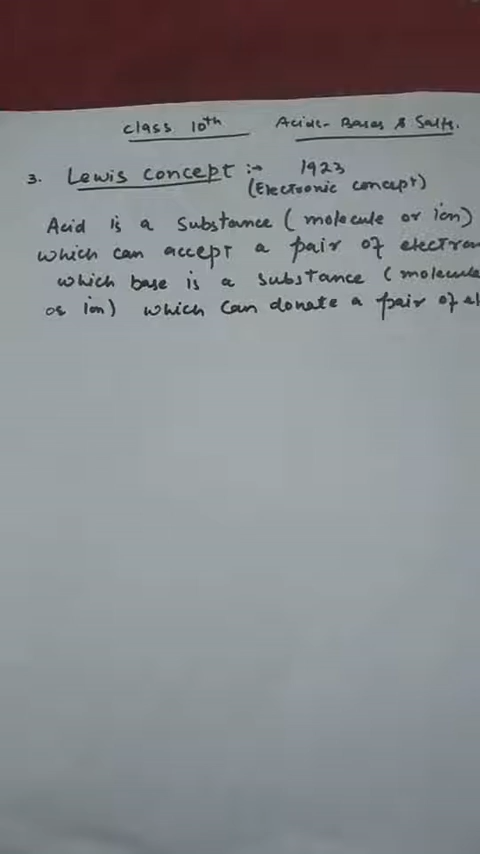 class 10th Acids- Bases & Salts.
3. Lewis concept :→ 1923
(Electronic concept)
Acid is a substance ( molecule or ion)
which can accept a pair of electron
which base is a substance ( molecule
or ion) which can donate a pair of el